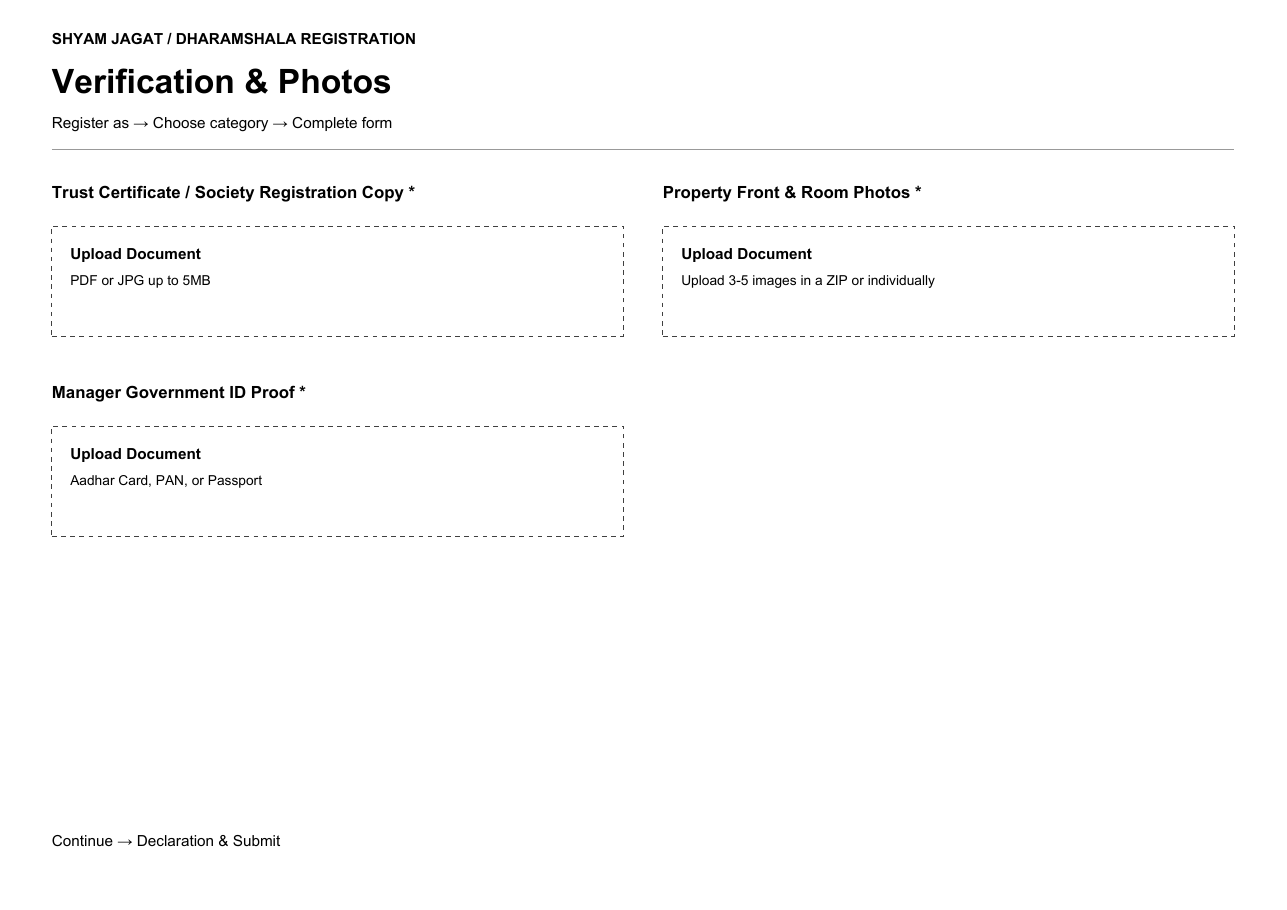 SHYAM JAGAT / DHARAMSHALA REGISTRATION
Verification & Photos
Register as → Choose category → Complete form
Trust Certificate / Society Registration Copy *
Upload Document
PDF or JPG up to 5MB
Property Front & Room Photos *
Upload Document
Upload 3-5 images in a ZIP or individually
Manager Government ID Proof *
Upload Document
Aadhar Card, PAN, or Passport
Continue → Declaration & Submit